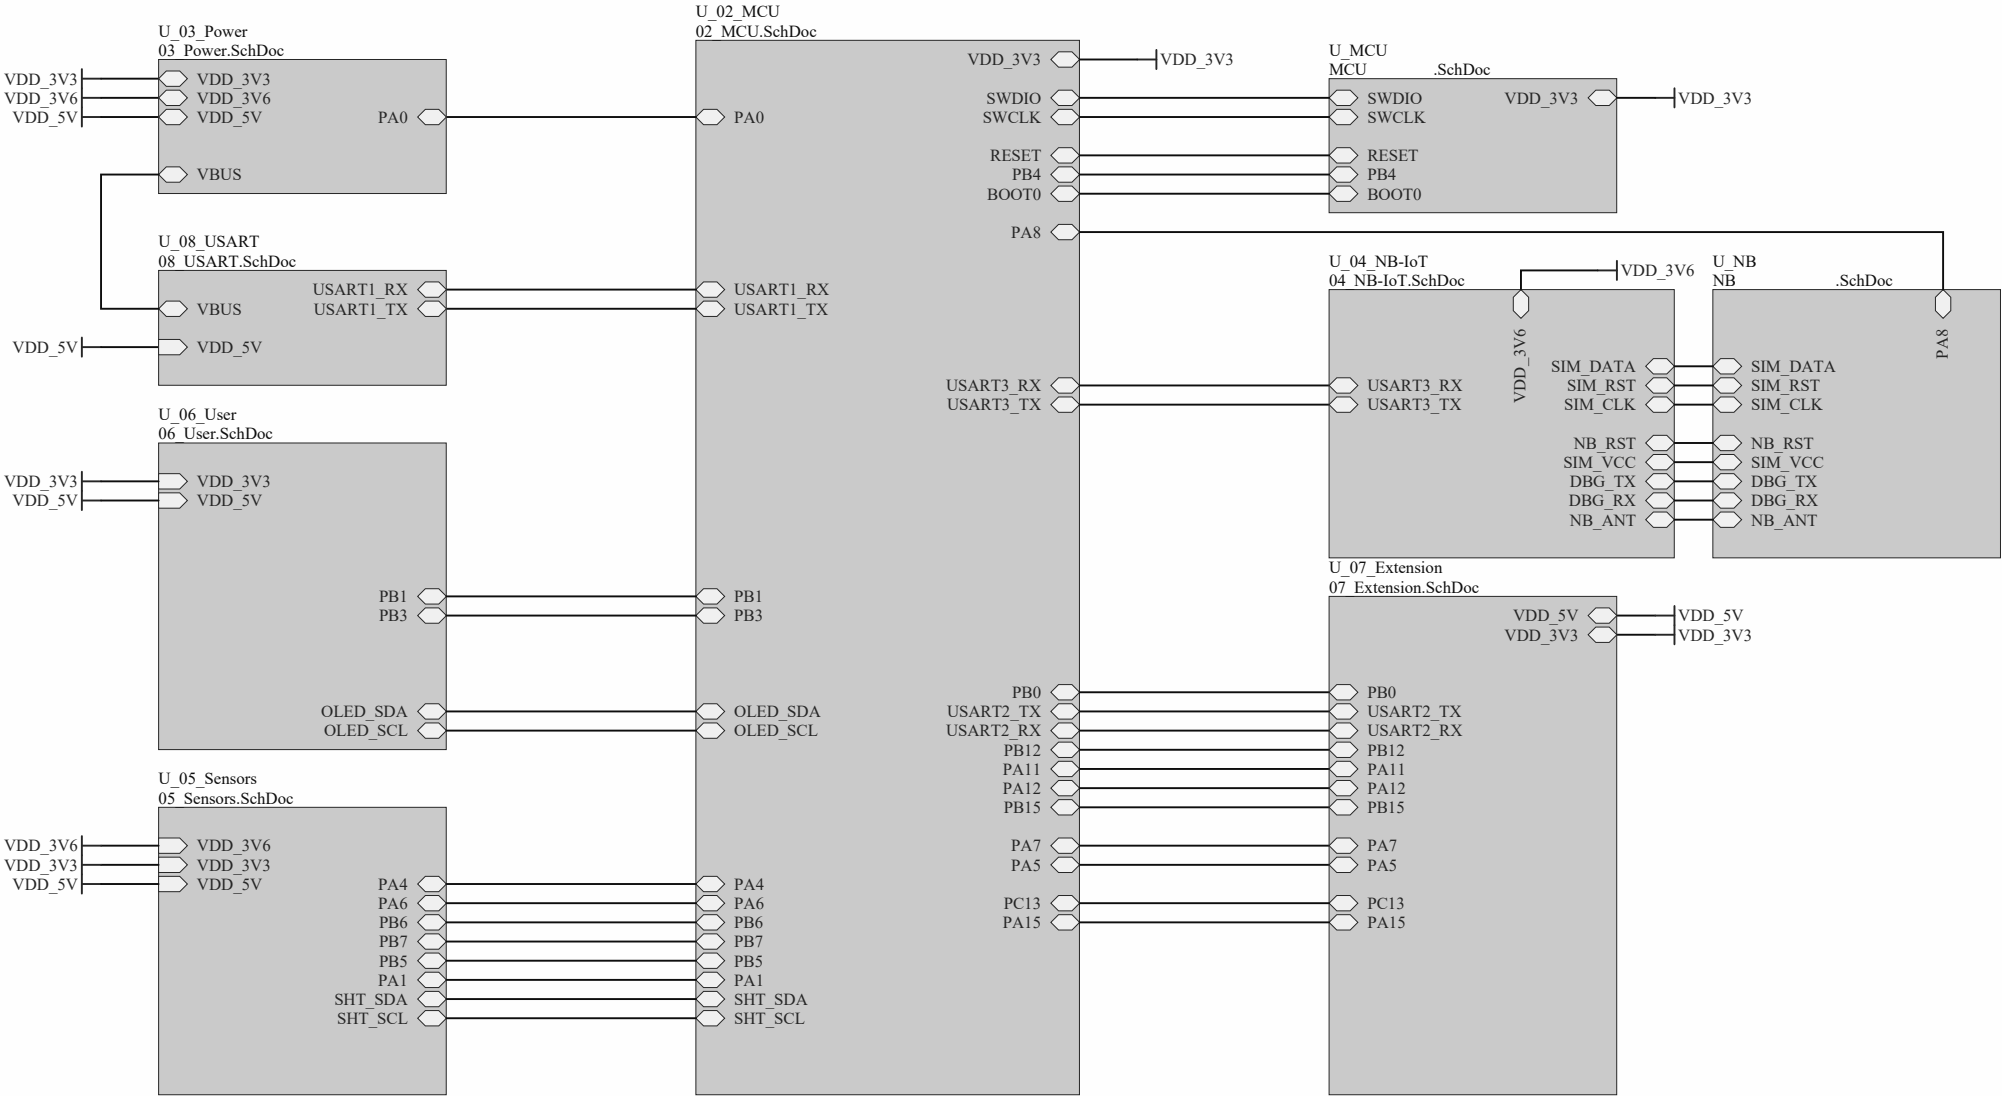 U_03_Power
03_Power.SchDoc
VDD_3V3
VDD_3V6
VDD_5V
VDD_3V3
VDD_3V6
VDD_5V
PA0
VBUS
U_08_USART
08_USART.SchDoc
USART1_RX
USART1_TX
VBUS
VDD_5V
VDD_5V
U_06_User
06_User.SchDoc
VDD_3V3
VDD_5V
VDD_3V3
VDD_5V
PB1
PB3
OLED_SDA
OLED_SCL
U_05_Sensors
05_Sensors.SchDoc
VDD_3V6
VDD_3V3
VDD_5V
VDD_3V6
VDD_3V3
VDD_5V
PA4
PA6
PB6
PB7
PB5
PA1
SHT_SDA
SHT_SCL
U_02_MCU
02_MCU.SchDoc
PA0
USART1_RX
USART1_TX
PB1
PB3
OLED_SDA
OLED_SCL
PA4
PA6
PB6
PB7
PB5
PA1
SHT_SDA
SHT_SCL
VDD_3V3
VDD_3V3
SWDIO
SWCLK
RESET
PB4
BOOT0
PA8
USART3_RX
USART3_TX
PB0
USART2_TX
USART2_RX
PB12
PA11
PA12
PB15
PA7
PA5
PC13
PA15
U_MCU
MCU .SchDoc
SWDIO
SWCLK
RESET
PB4
BOOT0
VDD_3V3
VDD_3V3
U_04_NB-IoT
04_NB-IoT.SchDoc
VDD_3V6
VDD_3V6
USART3_RX
USART3_TX
SIM_DATA
SIM_RST
SIM_CLK
NB_RST
SIM_VCC
DBG_TX
DBG_RX
NB_ANT
U_NB
NB .SchDoc
PA8
SIM_DATA
SIM_RST
SIM_CLK
NB_RST
SIM_VCC
DBG_TX
DBG_RX
NB_ANT
U_07_Extension
07_Extension.SchDoc
VDD_5V
VDD_3V3
VDD_5V
VDD_3V3
PB0
USART2_TX
USART2_RX
PB12
PA11
PA12
PB15
PA7
PA5
PC13
PA15